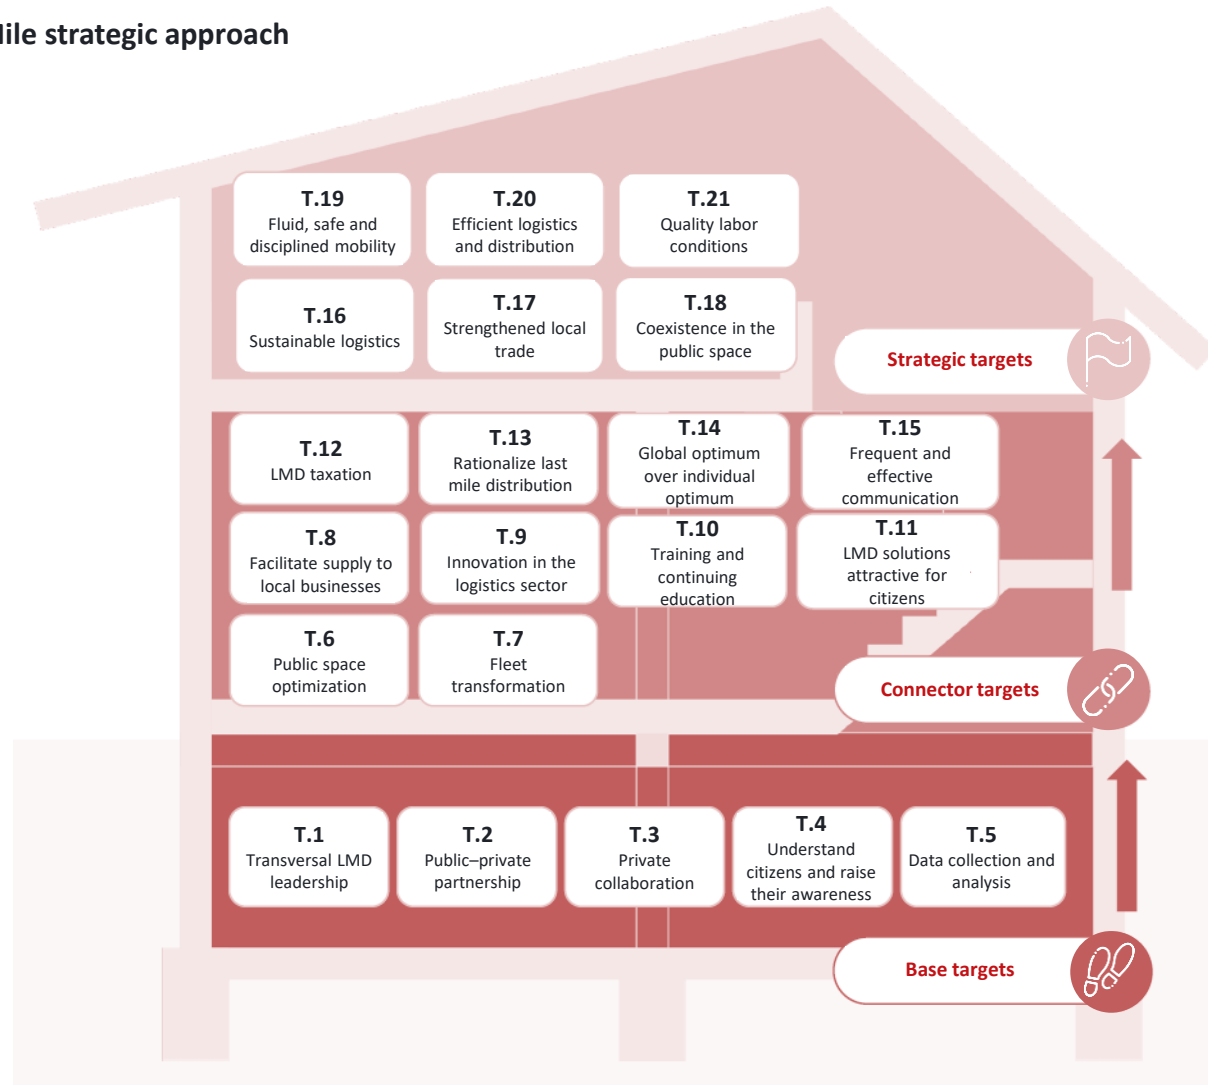 strategic approach
T.19
Fluid, safe and
disciplined mobility
T.20
Efficient logistics
and distribution
T.21
Quality labor
conditions
T.16
Sustainable logistics
T.17
Strengthened local
trade
T.18
Coexistence in the
public space
Strategic targets
T.12
LMD taxation
T.13
Rationalize last
mile distribution
T.14
Global optimum
over individual
optimum
T.15
Frequent and
effective
communication
T.8
Facilitate supply to
local businesses
T.9
Innovation in the
logistics sector
T.10
Training and
continuing
education
T.11
LMD solutions
attractive for
citizens
T.6
Public space
optimization
T.7
Fleet
transformation
Connector targets
T.1
Transversal LMD
leadership
T.2
Public–private
partnership
T.3
Private
collaboration
T.4
Understand
citizens and raise
their awareness
T.5
Data collection and
analysis
Base targets